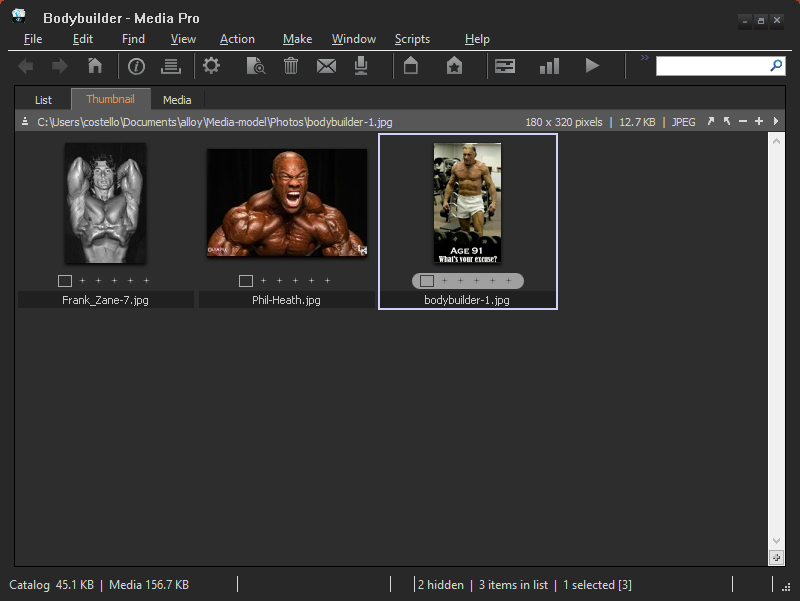 Bodybuilder - Media Pro
File Edit Find View Action Make Window Scripts Help
List Thumbnail Media
C:\Users\costello\Documents\alloy\Media-model\Photos\bodybuilder-1.jpg 180 x 320 pixels | 12.7 KB | JPEG
OLYMPIA
AGE 91
What's your excuse?
Frank_Zane-7.jpg Phil-Heath.jpg bodybuilder-1.jpg
Catalog 45.1 KB | Media 156.7 KB 2 hidden | 3 items in list | 1 selected [3]